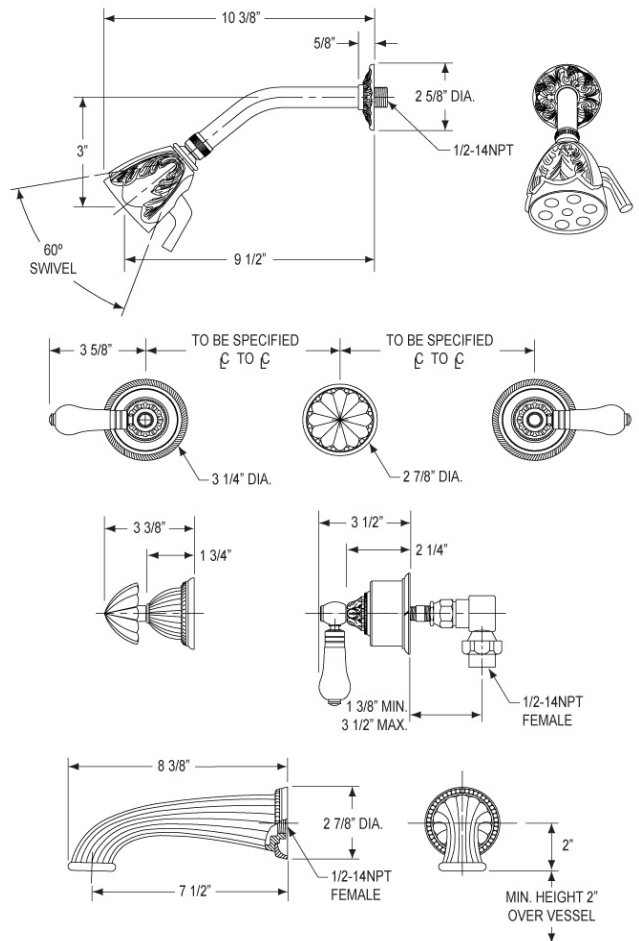 10 3/8"
5/8"
2 5/8" DIA.
1/2-14NPT
3"
60º
SWIVEL
9 1/2"
3 5/8"
TO BE SPECIFIED
℄ TO ℄
TO BE SPECIFIED
℄ TO ℄
3 1/4" DIA.
2 7/8" DIA.
3 3/8"
1 3/4"
3 1/2"
2 1/4"
1 3/8" MIN.
3 1/2" MAX.
1/2-14NPT
FEMALE
8 3/8"
2 7/8" DIA.
1/2-14NPT
FEMALE
7 1/2"
2"
MIN. HEIGHT 2"
OVER VESSEL